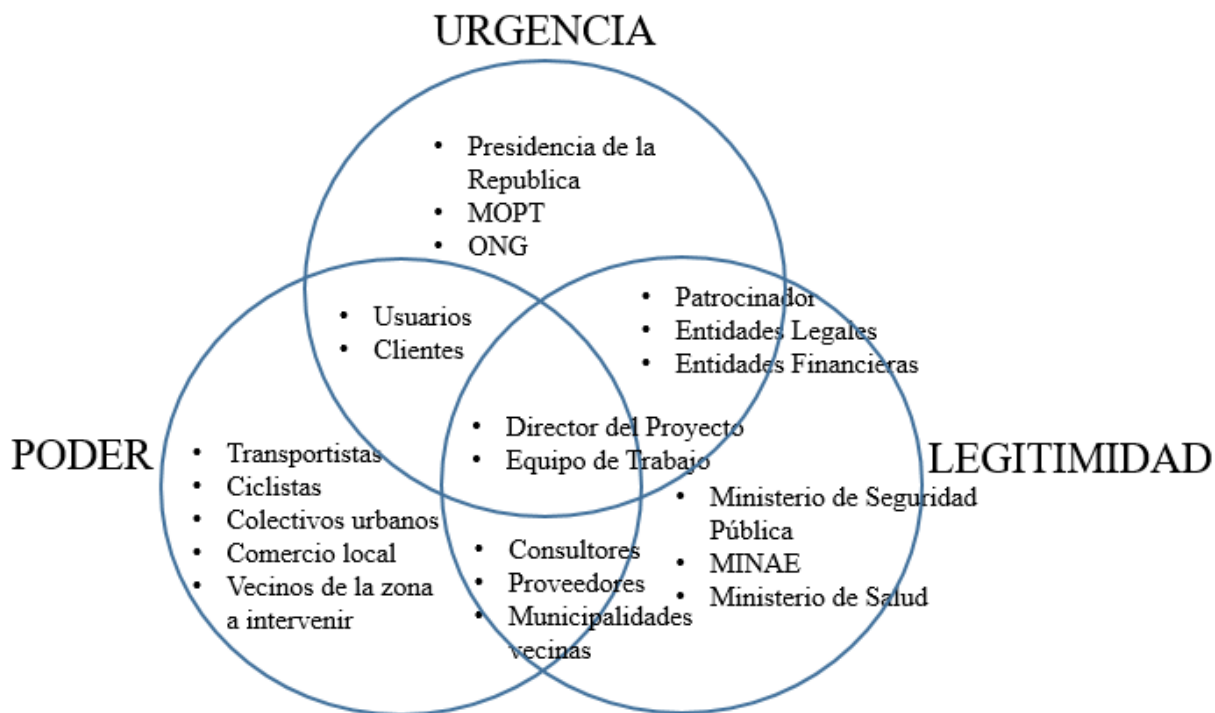 URGENCIA
• Presidencia de la
Republica
• MOPT
• ONG
• Usuarios
• Clientes
• Patrocinador
• Entidades Legales
• Entidades Financieras
• Director del Proyecto
• Equipo de Trabajo
PODER
• Transportistas
• Ciclistas
• Colectivos urbanos
• Comercio local
• Vecinos de la zona
a intervenir
LEGITIMIDAD
• Ministerio de Seguridad
Pública
• MINAE
• Ministerio de Salud
• Consultores
• Proveedores
• Municipalidades
vecinas